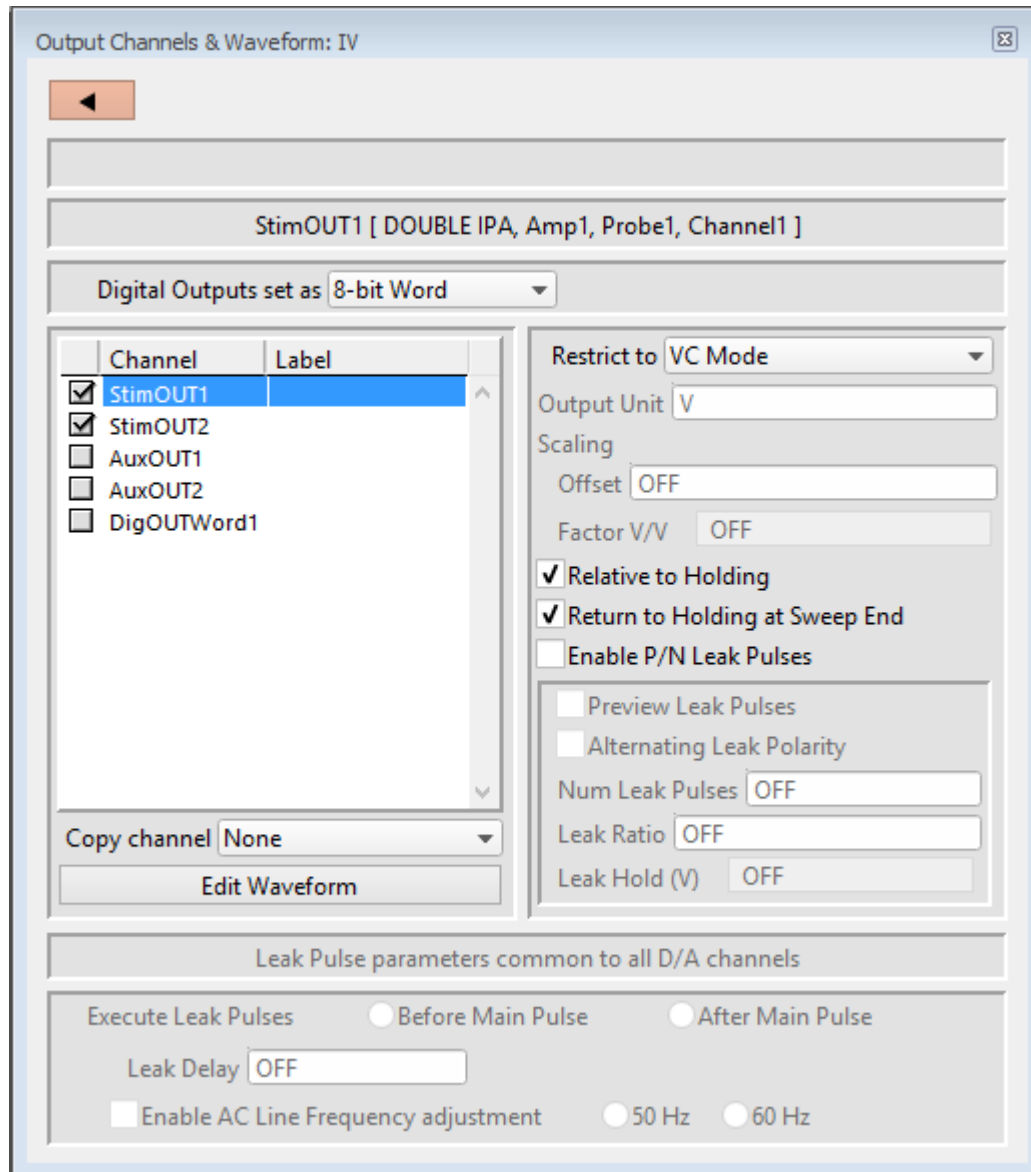 Output Channels & Waveform: IV
StimOUT1 [ DOUBLE IPA, Amp1, Probe1, Channel1 ]
Digital Outputs set as 8-bit Word
Channel Label
StimOUT1
StimOUT2
AuxOUT1
AuxOUT2
DigOUTWord1
Copy channel None
Edit Waveform
Restrict to VC Mode
Output Unit V
Scaling
Offset OFF
Factor V/V OFF
Relative to Holding
Return to Holding at Sweep End
Enable P/N Leak Pulses
Preview Leak Pulses
Alternating Leak Polarity
Num Leak Pulses OFF
Leak Ratio OFF
Leak Hold (V) OFF
Leak Pulse parameters common to all D/A channels
Execute Leak Pulses Before Main Pulse After Main Pulse
Leak Delay OFF
Enable AC Line Frequency adjustment 50 Hz 60 Hz